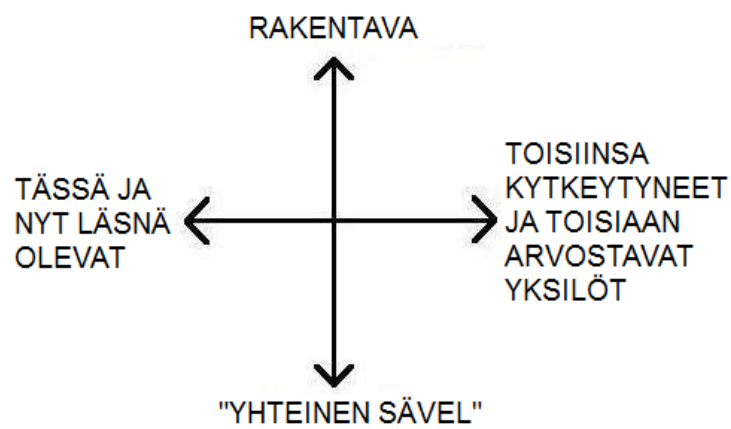 RAKENTAVA
TÄSSÄ JA
NYT LÄSNÄ
OLEVAT
TOISIINSA
KYTKEYTYNEET
JA TOISIAAN
ARVOSTAVAT
YKSILÖT
"YHTEINEN SÄVEL"